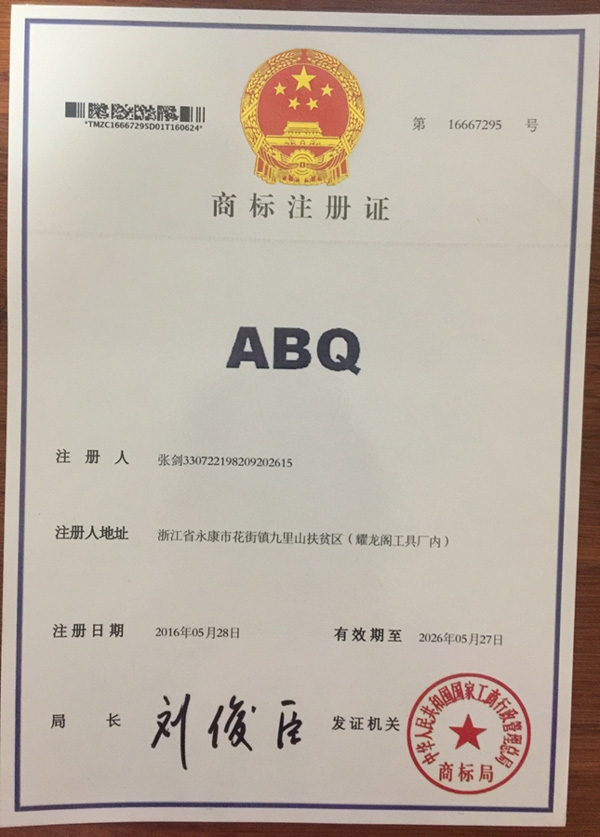 *TMZC16667295D01T160624*
第 16667295 号
商标注册证
ABQ
注册人 张剑330722198209202615
注册人地址 浙江省永康市花街镇九里山扶贫区（耀龙阁工具厂内）
注册日期 2016年05月28日 有效期至 2026年05月27日
局长 刘俊臣 发证机关
中华人民共和国国家工商行政管理总局
商标局